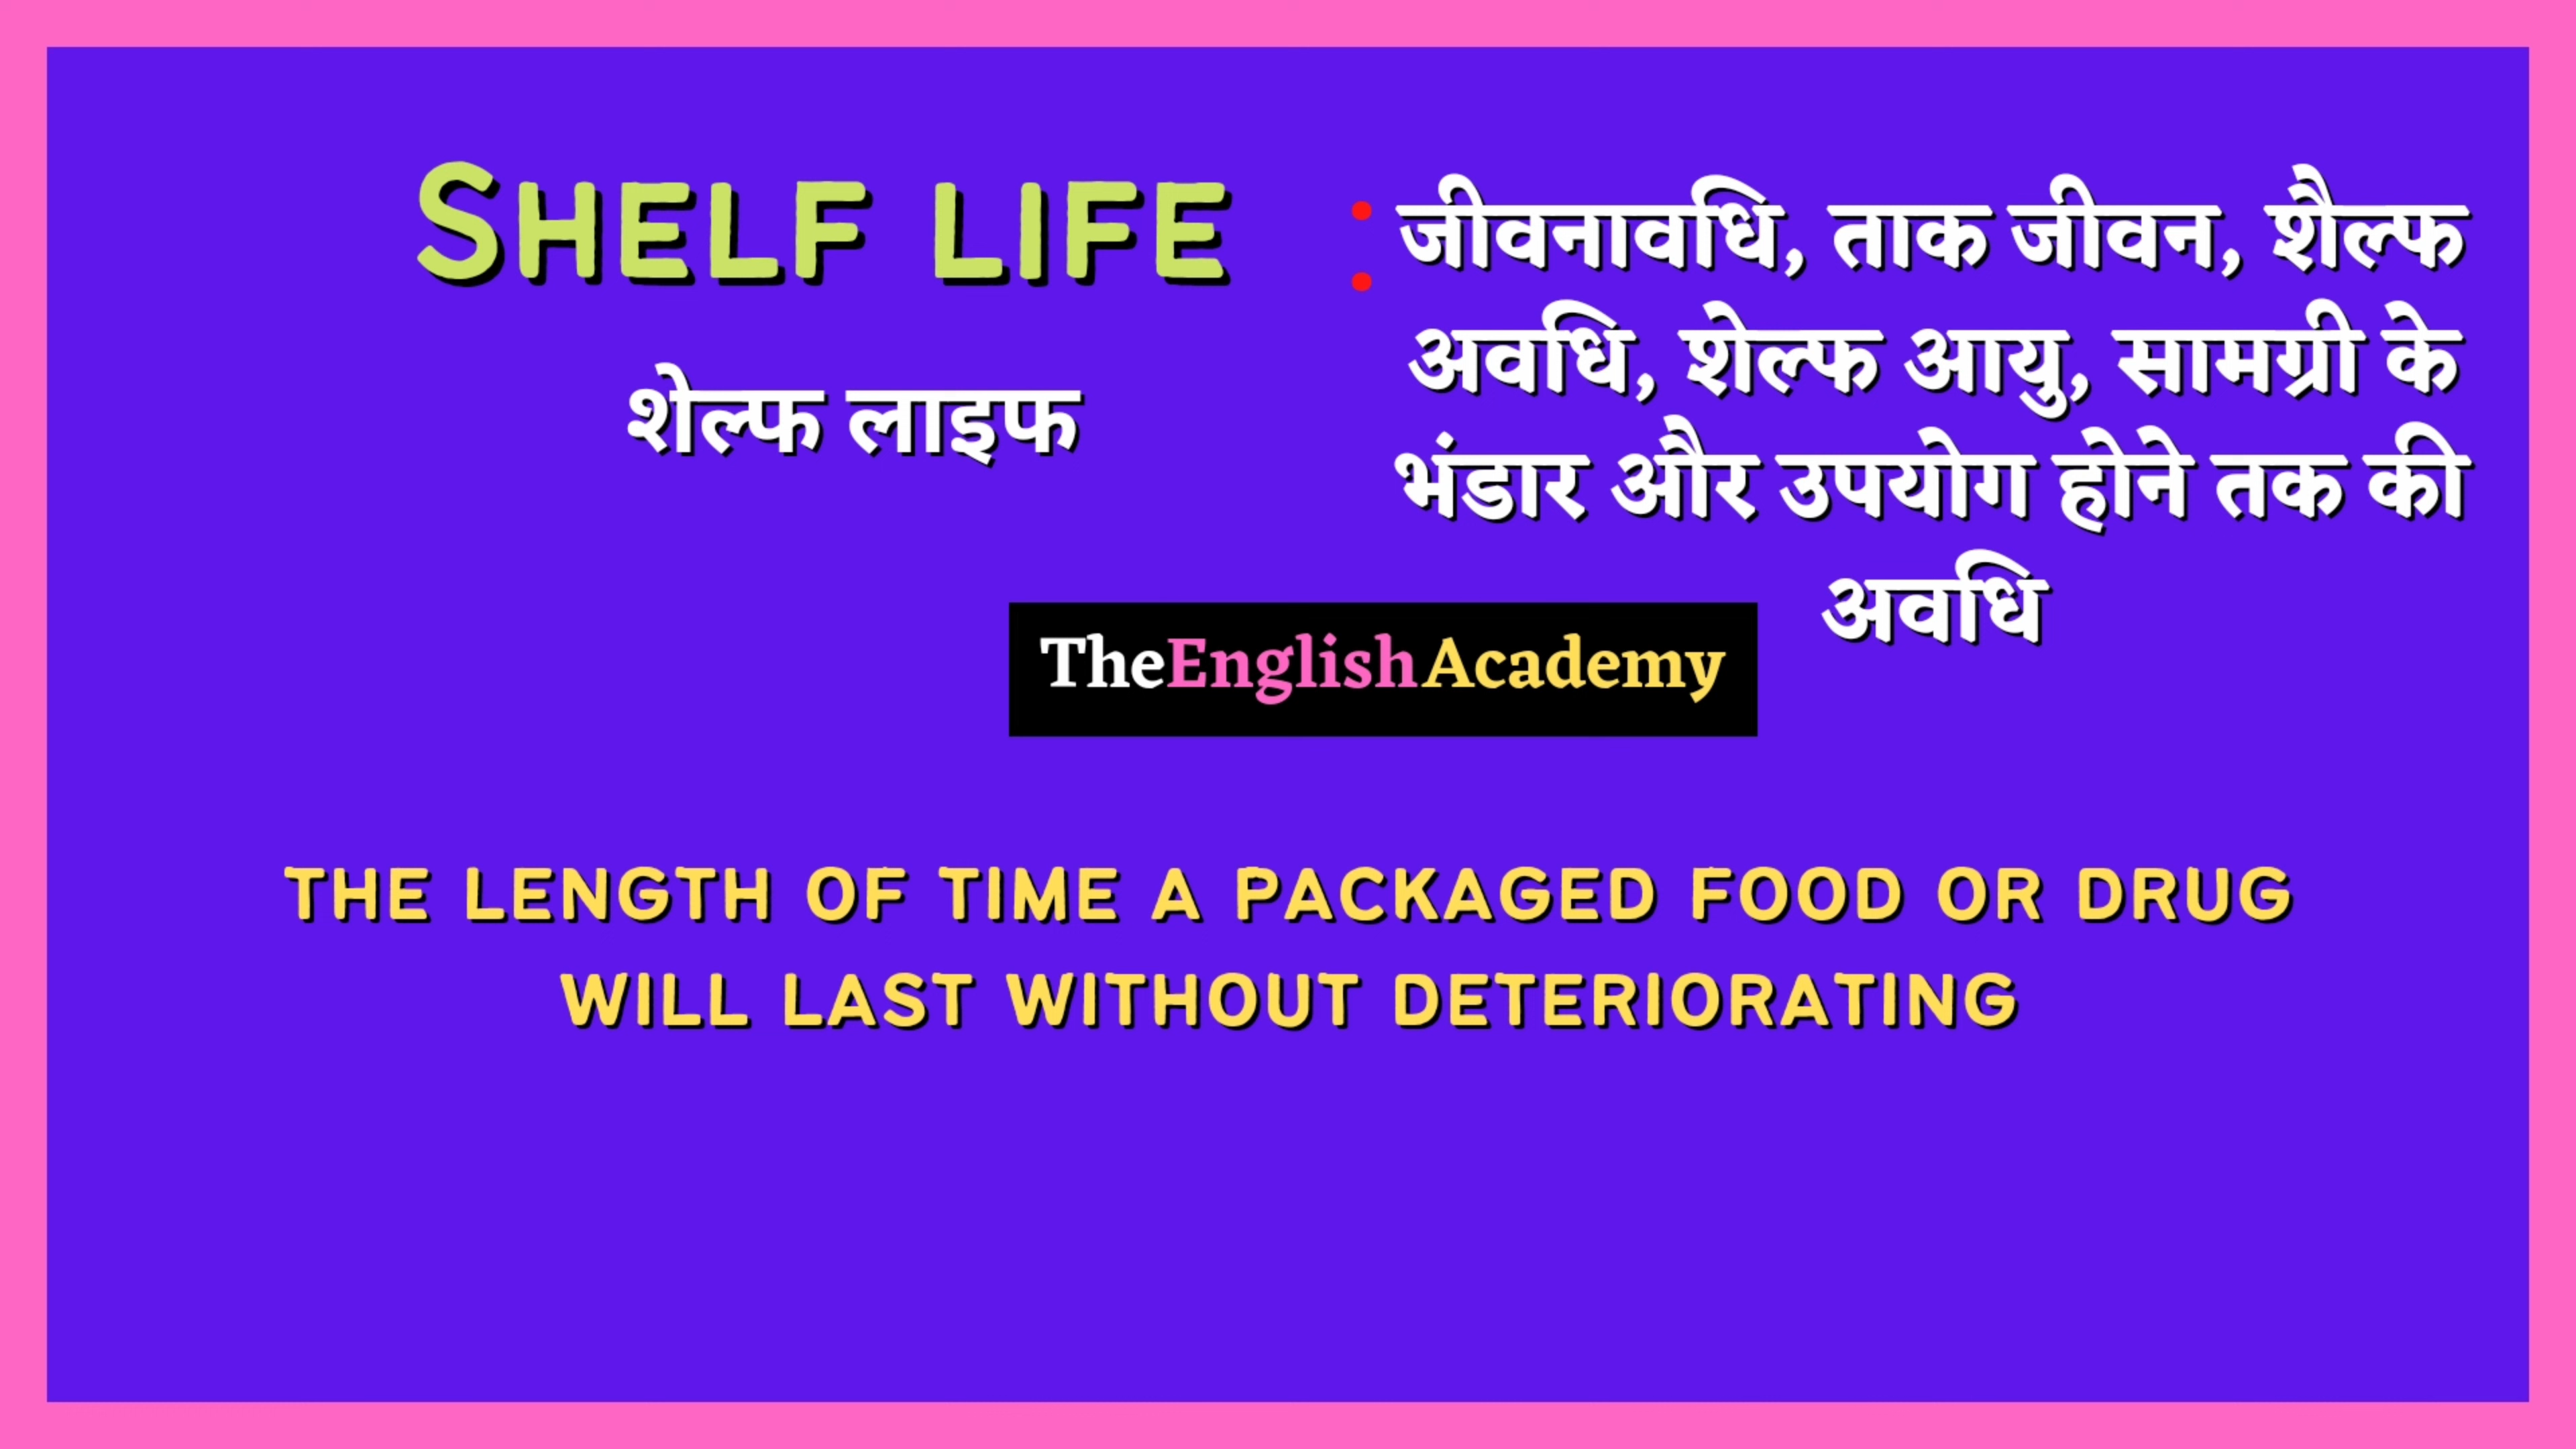 Shelf life :
शेल्फ लाइफ
जीवनावधि, ताक जीवन, शैल्फ
अवधि, शेल्फ आयु, सामग्री के
भंडार और उपयोग होने तक की
अवधि
TheEnglishAcademy
THE LENGTH OF TIME A PACKAGED FOOD OR DRUG
WILL LAST WITHOUT DETERIORATING